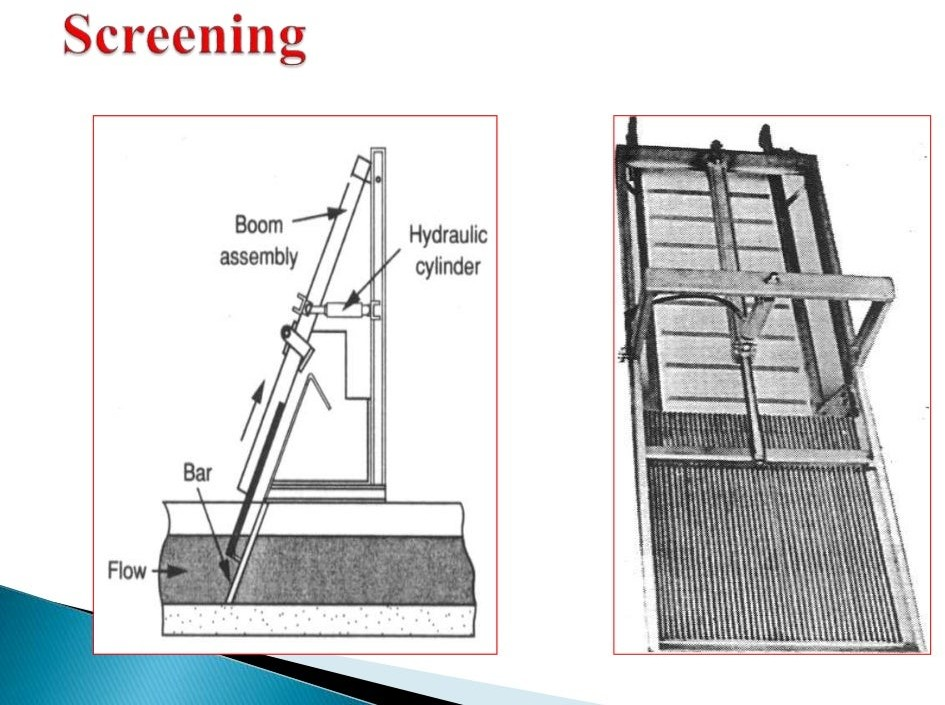 Screening
Boom
assembly
Hydraulic
cylinder
Bar
Flow